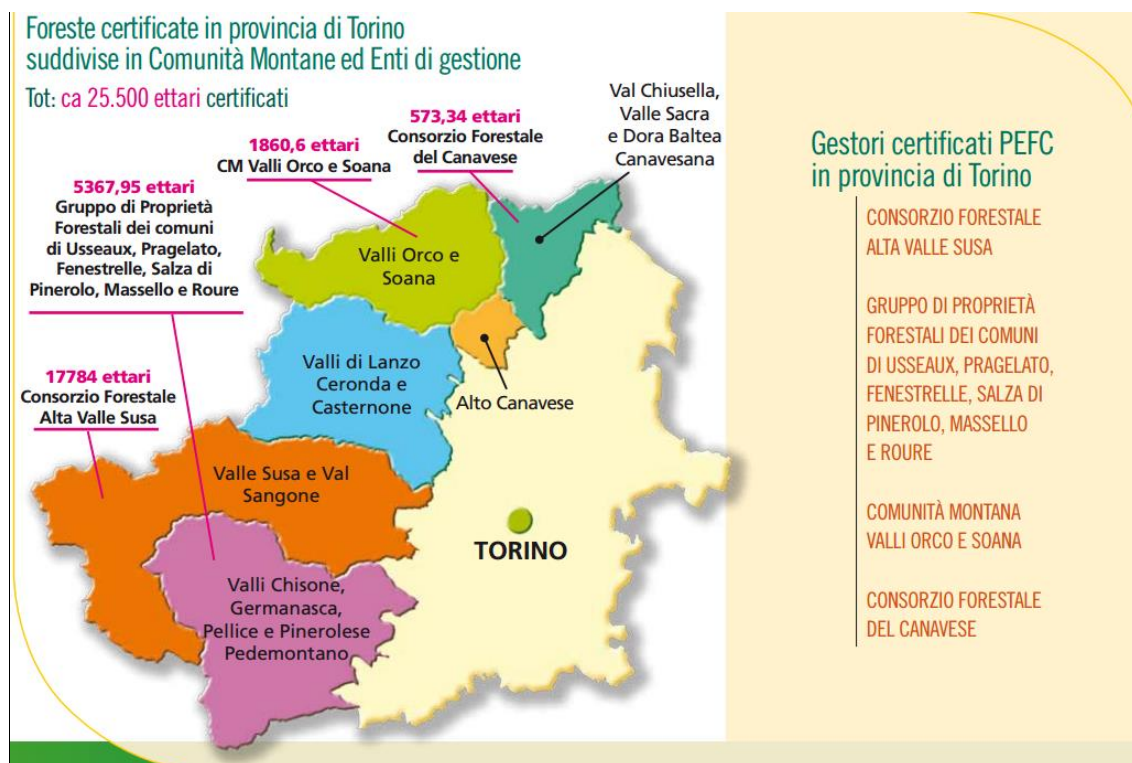 Foreste certificate in provincia di Torino
suddivise in Comunità Montane ed Enti di gestione
Tot: ca 25.500 ettari certificati
573,34 ettari
Consorzio Forestale
del Canavese
Val Chiusella,
Valle Sacra
e Dora Baltea
Canavesana
1860,6 ettari
CM Valli Orco e Soana
5367,95 ettari
Gruppo di Proprietà
Forestali dei comuni
di Usseaux, Pragelato,
Fenestrelle, Salza di
Pinerolo, Massello e Roure
17784 ettari
Consorzio Forestale
Alta Valle Susa
Valli Orco e
Soana
Valli di Lanzo
Ceronda e
Casternone
Alto Canavese
Valle Susa e Val
Sangone
TORINO
Valli Chisone,
Germanasca,
Pellice e Pinerolese
Pedemontano
Gestori certificati PEFC
in provincia di Torino
CONSORZIO FORESTALE
ALTA VALLE SUSA
GRUPPO DI PROPRIETÀ
FORESTALI DEI COMUNI
DI USSEAUX, PRAGELATO,
FENESTRELLE, SALZA DI
PINEROLO, MASSELLO
E ROURE
COMUNITÀ MONTANA
VALLI ORCO E SOANA
CONSORZIO FORESTALE
DEL CANAVESE